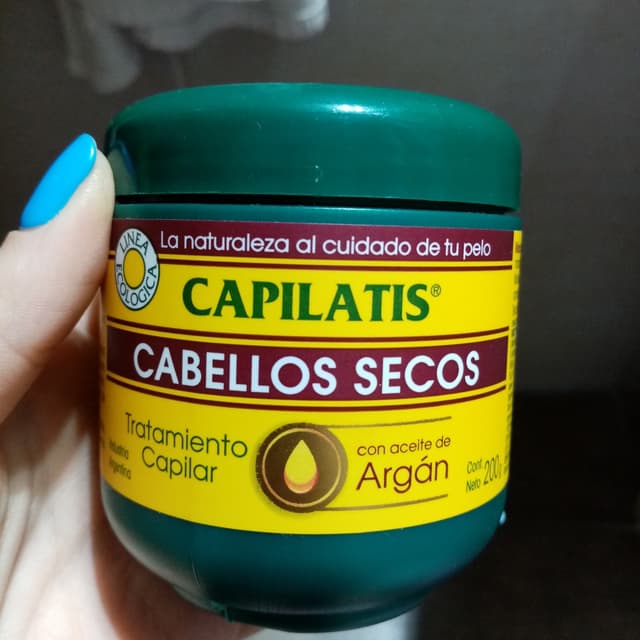 La naturaleza al cuidado de tu pelo
LINEA
ECOLOGICA
CAPILATIS®
CABELLOS SECOS
Tratamiento
Capilar
con aceite de
Argán
Industria
Argentina
Cont.
Neto 200g